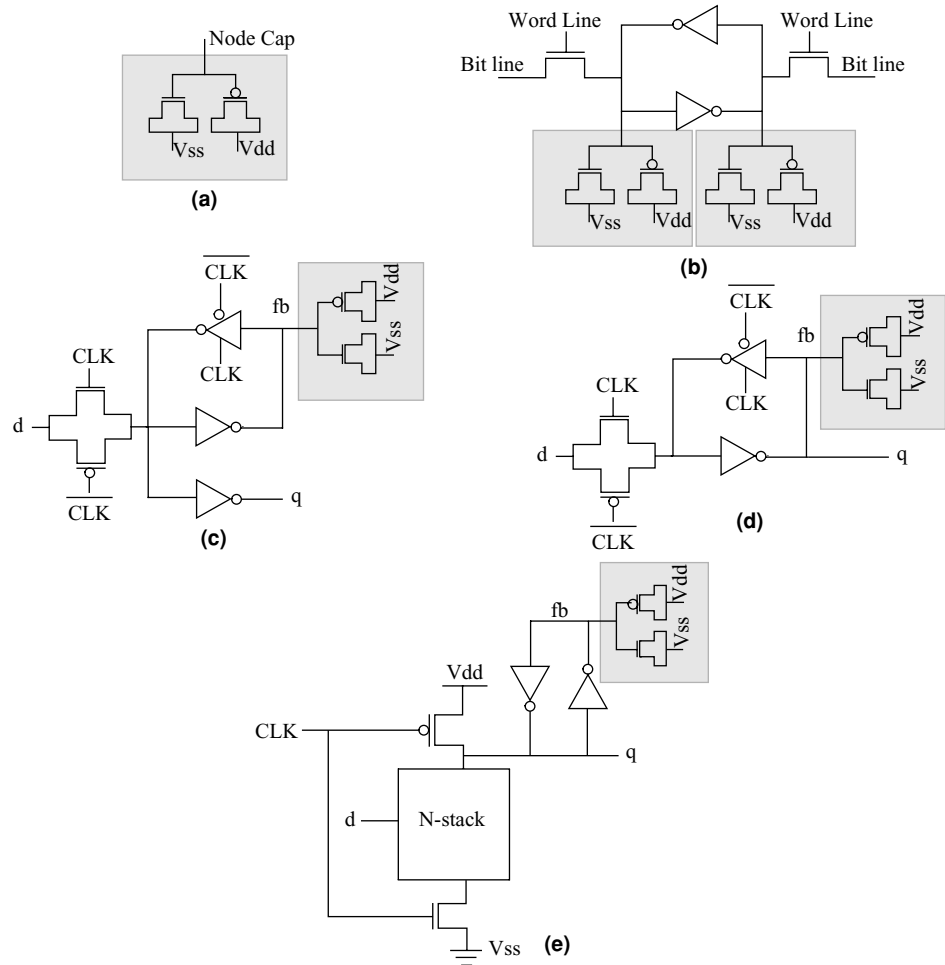 Node Cap
Vss
Vdd
(a)
Word Line
Word Line
Bit line
Bit line
Vss
Vdd
Vss
Vdd
(b)
CLK
fb
Vdd
Vss
CLK
CLK
d
CLK
q
(c)
CLK
fb
Vdd
Vss
CLK
CLK
d
q
CLK
(d)
fb
Vdd
Vss
Vdd
CLK
q
d
N-stack
Vss
(e)